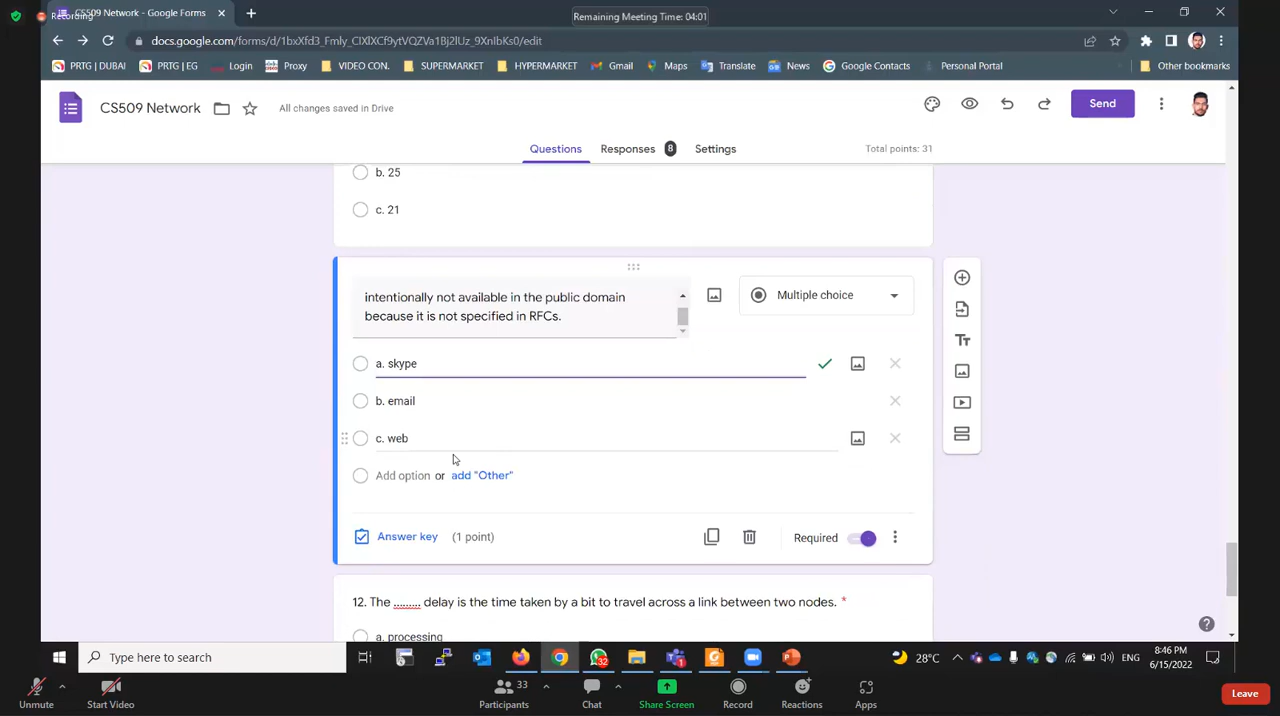 Recording
CS509 Network - Google Forms
Remaining Meeting Time: 04:01
docs.google.com/forms/d/1bxXfd3_Fmly_ClXlXCf9ytVQZVa1Bj2lUz_9XnIbKs0/edit
PRTG | DUBAI
PRTG | EG
Login
Proxy
VIDEO CON.
SUPERMARKET
HYPERMARKET
Gmail
Maps
Translate
News
Google Contacts
Personal Portal
Other bookmarks
CS509 Network
All changes saved in Drive
Send
Questions
Responses 8
Settings
Total points: 31
b. 25
c. 21
intentionally not available in the public domain
because it is not specified in RFCs.
Multiple choice
a. skype
b. email
c. web
Add option or add "Other"
Answer key (1 point)
Required
12. The ......... delay is the time taken by a bit to travel across a link between two nodes. *
a. processing
Type here to search
32
1
28°C
ENG
8:46 PM
6/15/2022
Unmute
Start Video
33
Participants
Chat
Share Screen
Record
Reactions
Apps
Leave